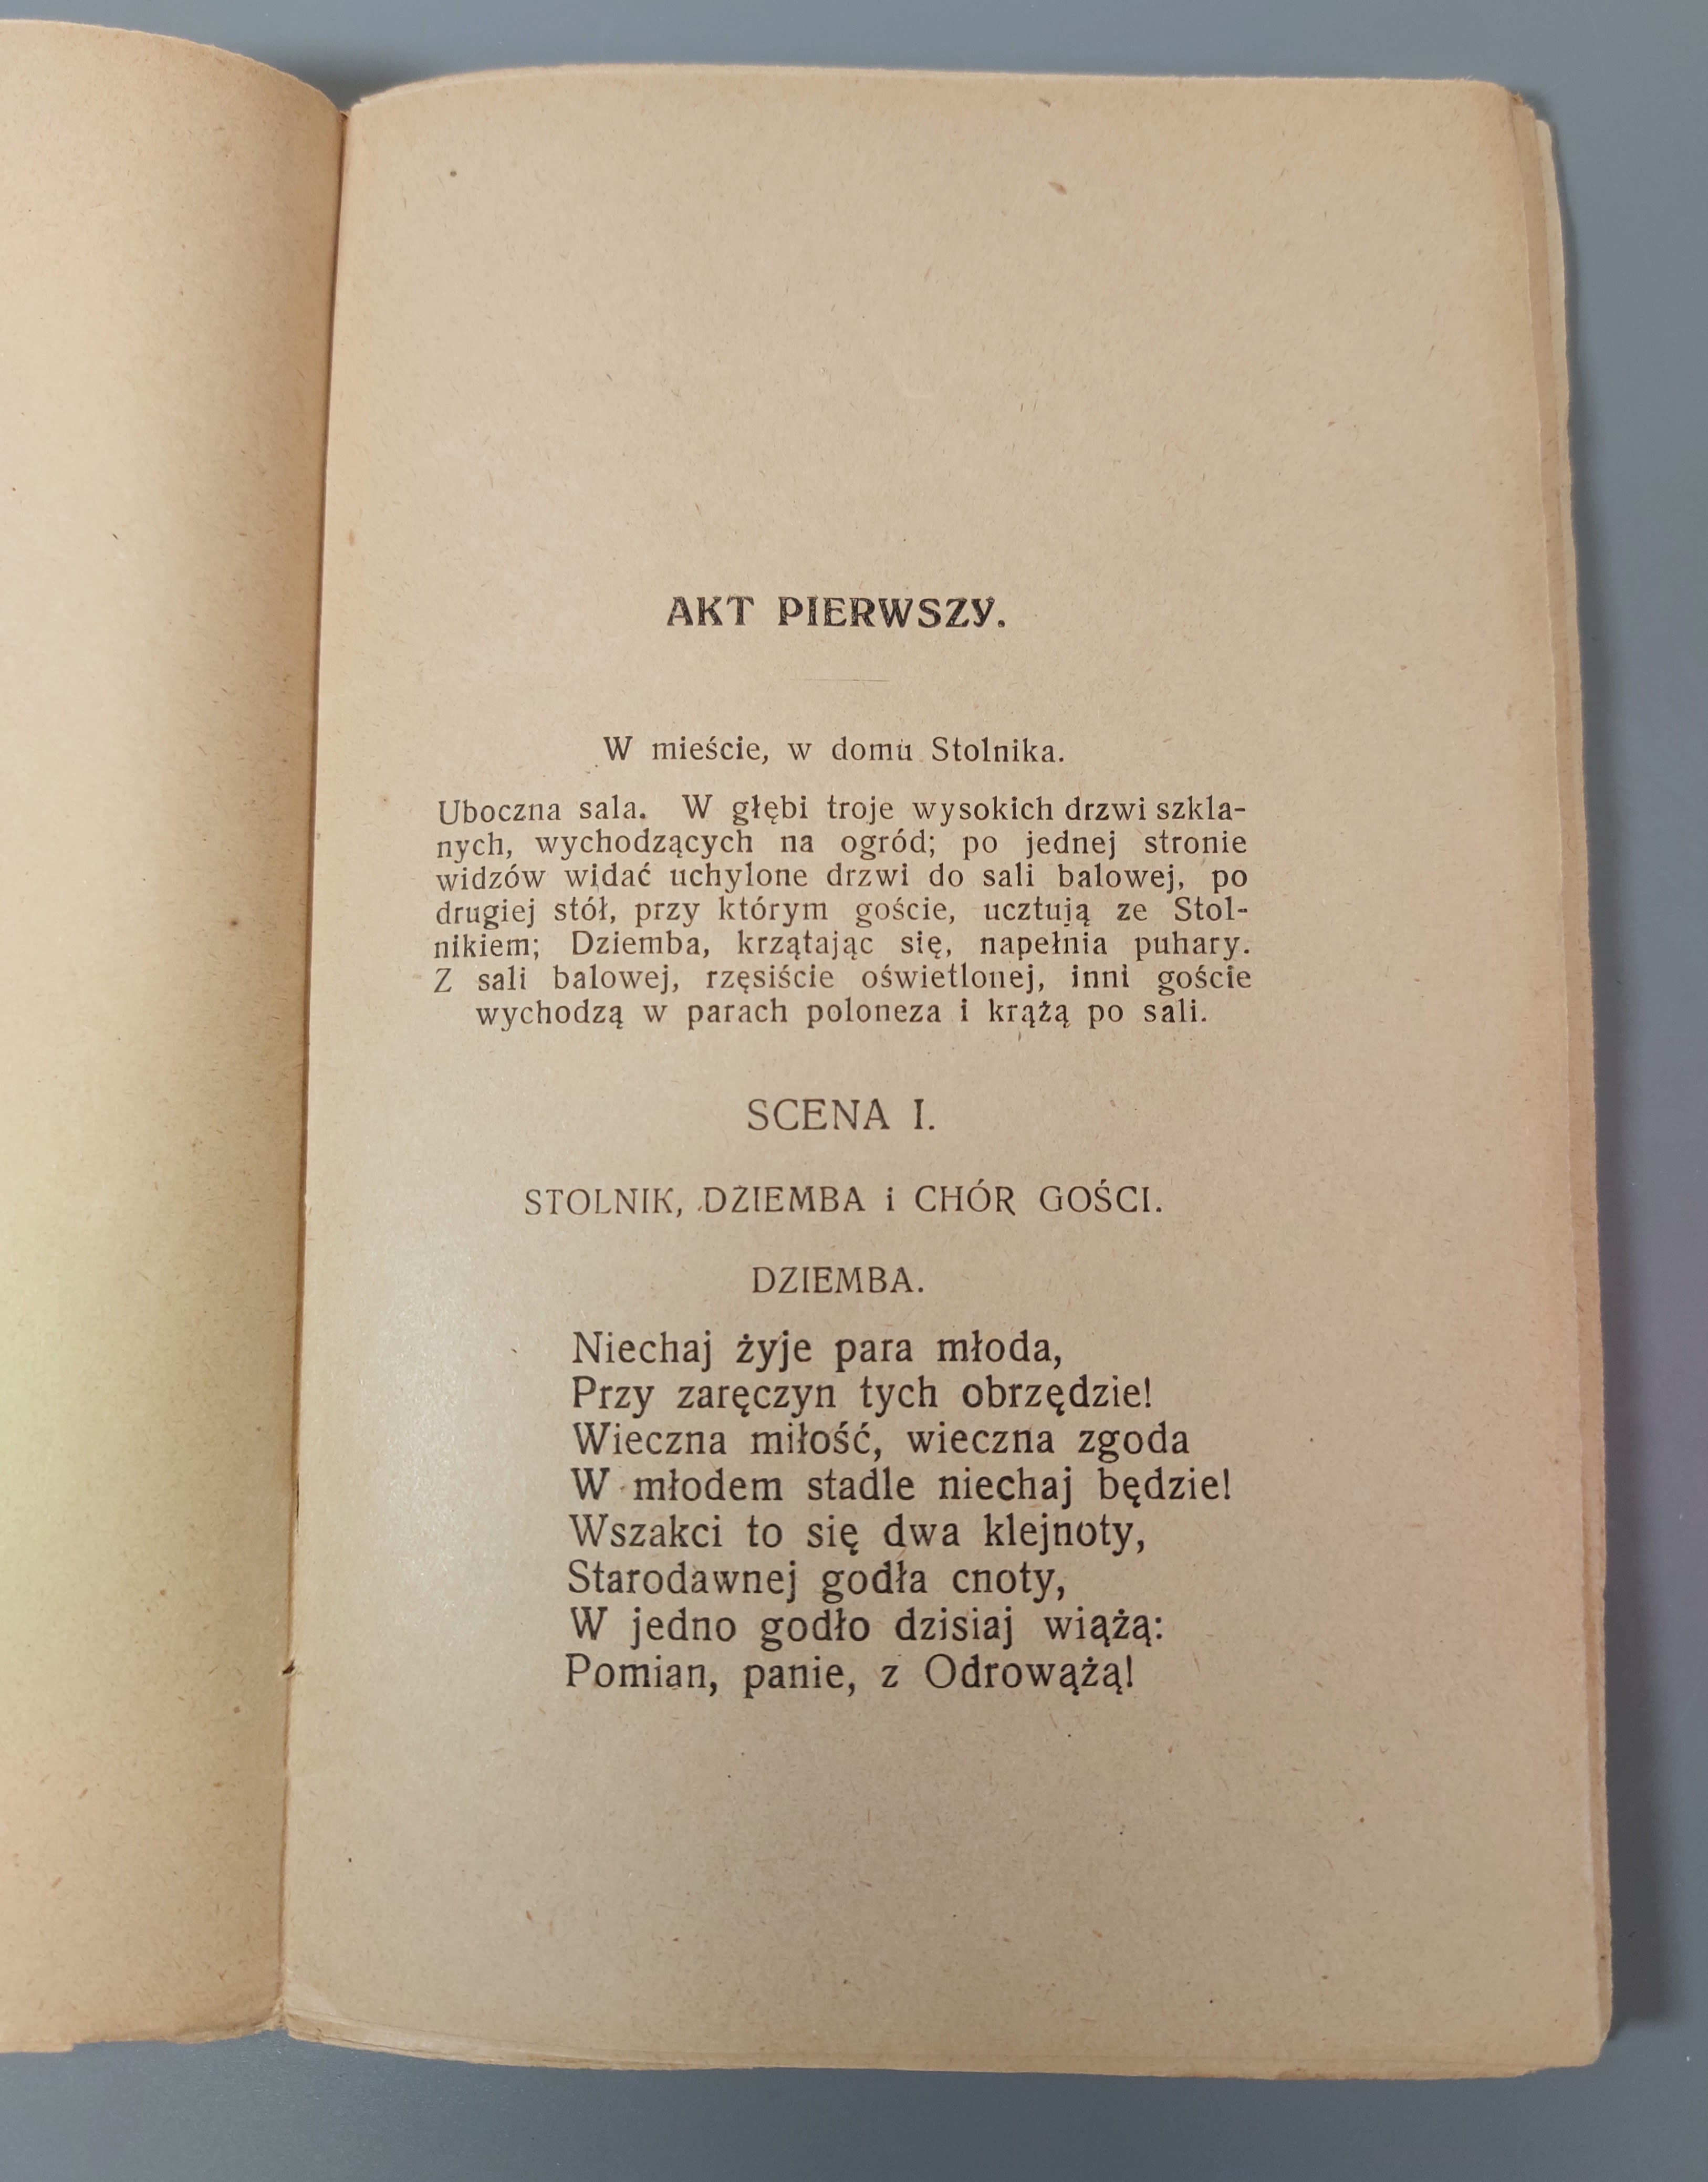 AKT PIERWSZY.
W mieście, w domu Stolnika.
Uboczna sala. W głębi troje wysokich drzwi szkla-
nych, wychodzących na ogród; po jednej stronie
widzów widać uchylone drzwi do sali balowej, po
drugiej stół, przy którym goście, ucztują ze Stol-
nikiem; Dziemba, krzątając się, napełnia puhary.
Z sali balowej, rzęsiście oświetlonej, inni goście
wychodzą w parach poloneza i krążą po sali.
SCENA I.
STOLNIK, DZIEMBA i CHÓR GOŚCI.
DZIEMBA.
Niechaj żyje para młoda,
Przy zaręczyn tych obrzędzie!
Wieczna miłość, wieczna zgoda
W młodem stadle niechaj będzie!
Wszakci to się dwa klejnoty,
Starodawnej godła cnoty,
W jedno godło dzisiaj wiążą:
Pomian, panie, z Odrowążą!